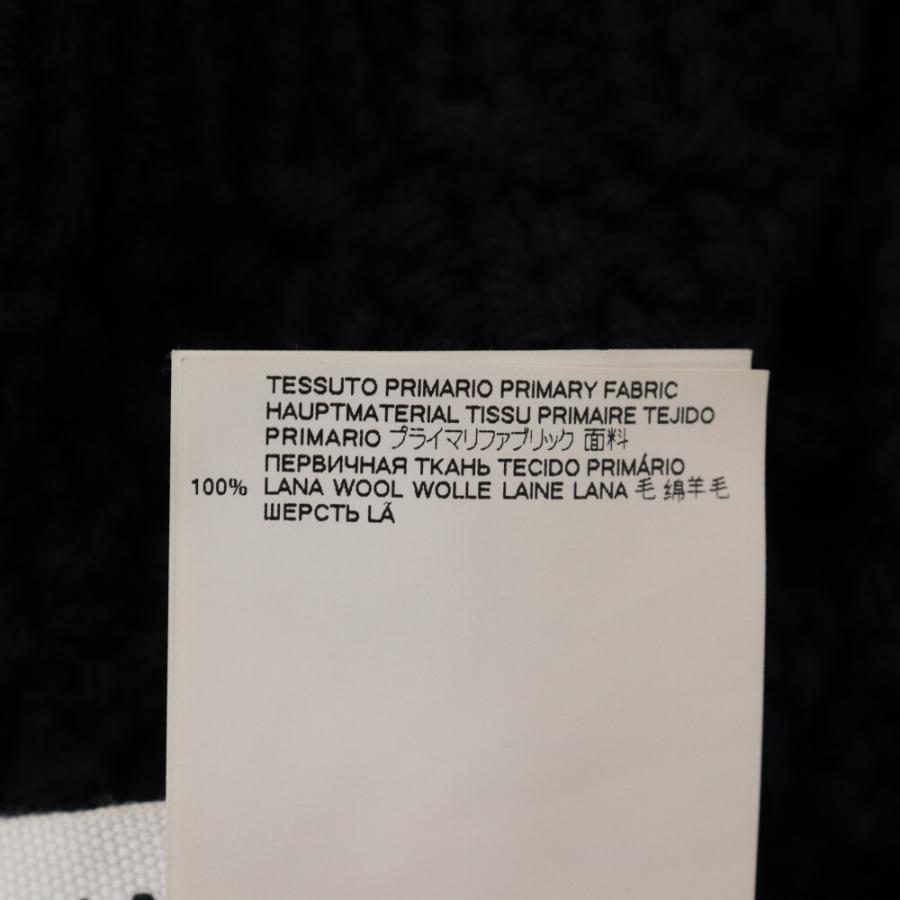 TESSUTO PRIMARIO PRIMARY FABRIC
HAUPTMATERIAL TISSU PRIMAIRE TEJIDO
PRIMARIO プライマリファブリック 面料
ПЕРВИЧНАЯ ТКАНЬ TECIDO PRIMÁRIO
100% LANA WOOL WOLLE LAINE LANA 毛 绵羊毛
ШЕРСТЬ LÃ